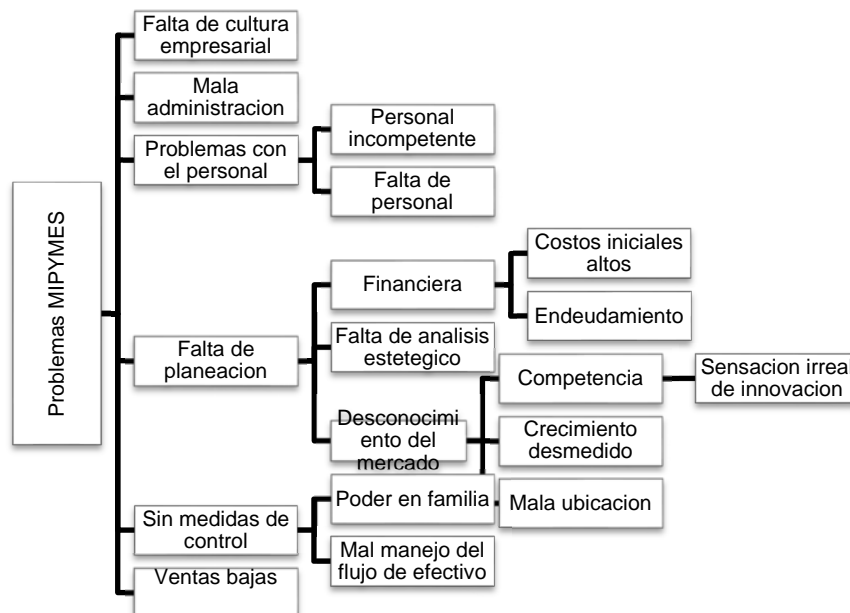 Problemas MIPYMES
Falta de cultura
empresarial
Mala
administracion
Problemas con
el personal
Personal
incompetente
Falta de
personal
Falta de
planeacion
Financiera
Costos iniciales
altos
Endeudamiento
Falta de analisis
estetegico
Desconocimi
ento del
mercado
Competencia
Sensacion irreal
de innovacion
Crecimiento
desmedido
Mala ubicacion
Sin medidas de
control
Poder en familia
Mal manejo del
flujo de efectivo
Ventas bajas